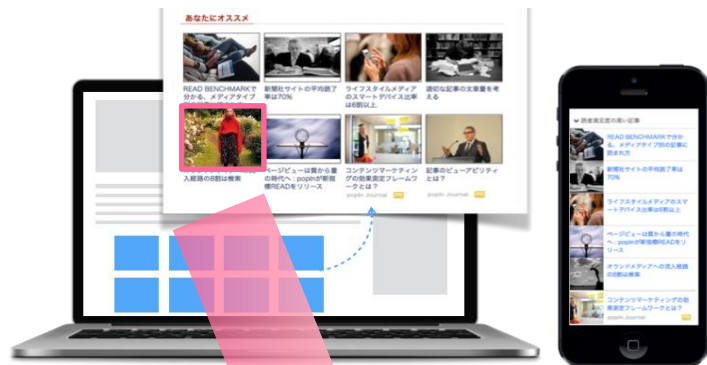 あなたにオススメ
READ BENCHMARKで
分かる、メディアタイプ
新聞社サイトの平均読了
率は70%
ライフスタイルメディア
のスマートデバイス比率
は6割以上
適切な記事の文章量を考
える
入経路の8割は検索
ページビューは質から量
の時代へ：popInが新指
標READをリリース
コンテンツマーケティン
グの効果測定フレームワ
ークとは？
popIn Journal PR
記事のビューアビリティ
とは？
popIn Journal PR
読者満足度の高い記事
READ BENCHMARKで分か
る、メディアタイプ別の記事に
読まれ方
新聞社サイトの平均読了率は
70%
ライフスタイルメディアのスマ
ートデバイス比率は6割以上
ページビューは質から量の時代
へ：popInが新指標READをリ
リース
オウンドメディアへの流入経路
の8割は検索
コンテンツマーケティングの効
果測定フレームワークとは？
popIn Journal PR